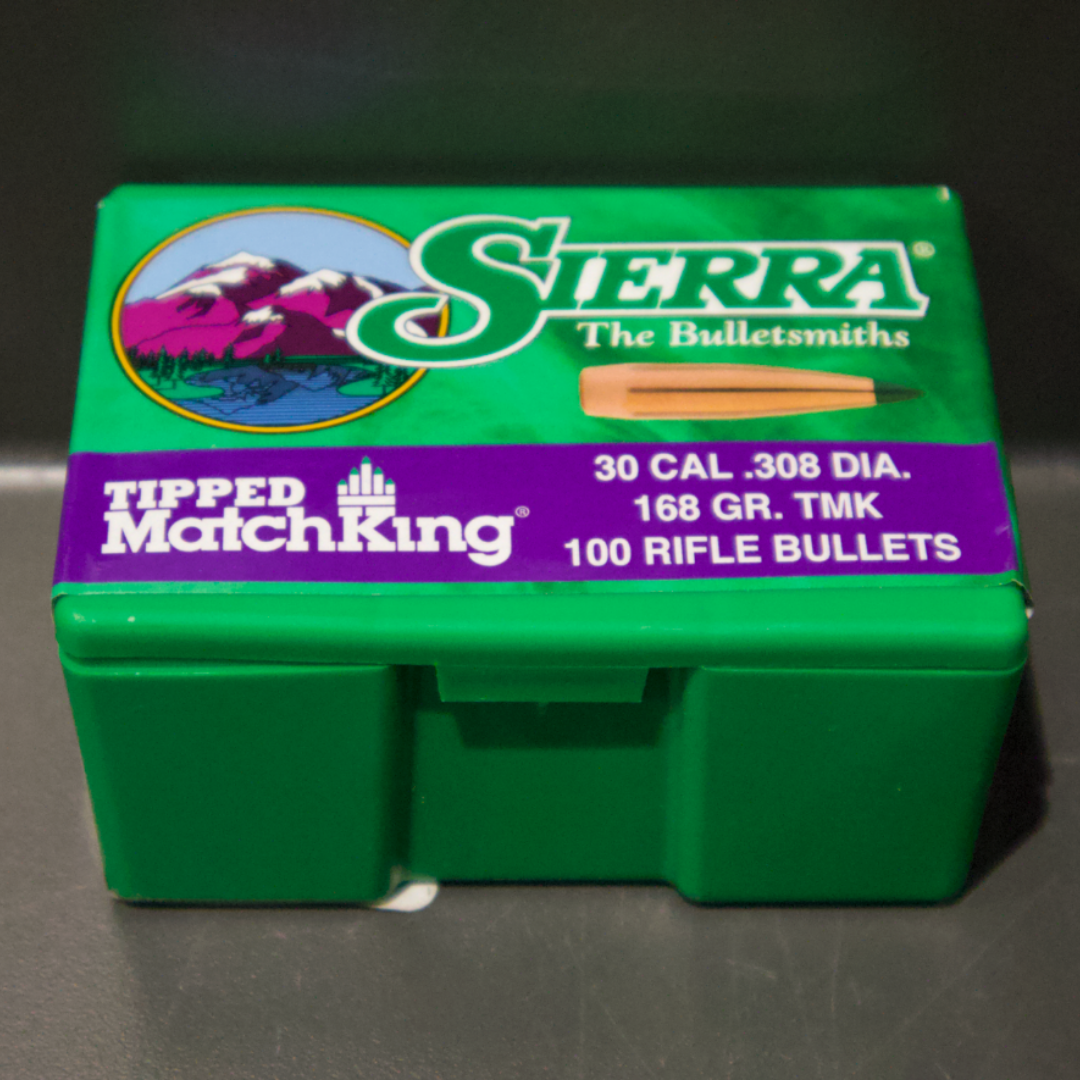 SIERRA®
The Bulletsmiths
TIPPED
MatchKing®
30 CAL .308 DIA.
168 GR. TMK
100 RIFLE BULLETS